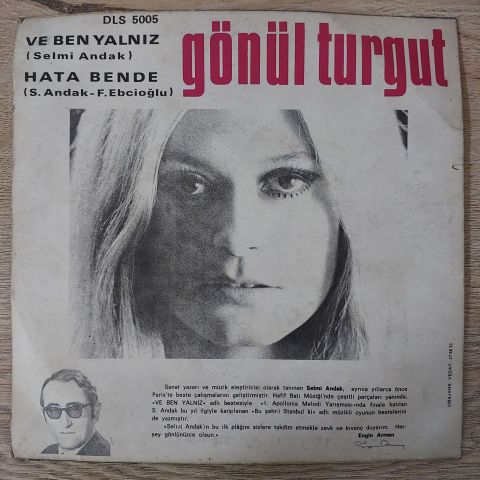 DLS 5005
VE BEN YALNIZ
(Selmi Andak)
HATA BENDE
(S. Andak-F. Ebcioğlu)
gönül turgut
Sanat yazarı ve müzik eleştiricisi olarak tanınan Selmi Andak, ayrıca yıllarca önce
Paris'te beste çalışmalarını geliştirmiştir. Hafif Batı Müziği'nde çeşitli parçaları yanında,
«VE BEN YALNIZ» adlı bestesiyle «1. Apollonia Melodi Yarışması»nda finale katılan
S. Andak bu yıl ilgiyle karşılanan «Bu şehr-i Stanbul ki» adlı müzikli oyunun bestelerini
de yazmıştır.
«Selmi Andak'ın bu ilk plâğını sizlere takdim etmekle zevk ve kıvanç duyarım. Her-
şey gönlünüzce olsun.»
Engin Arman